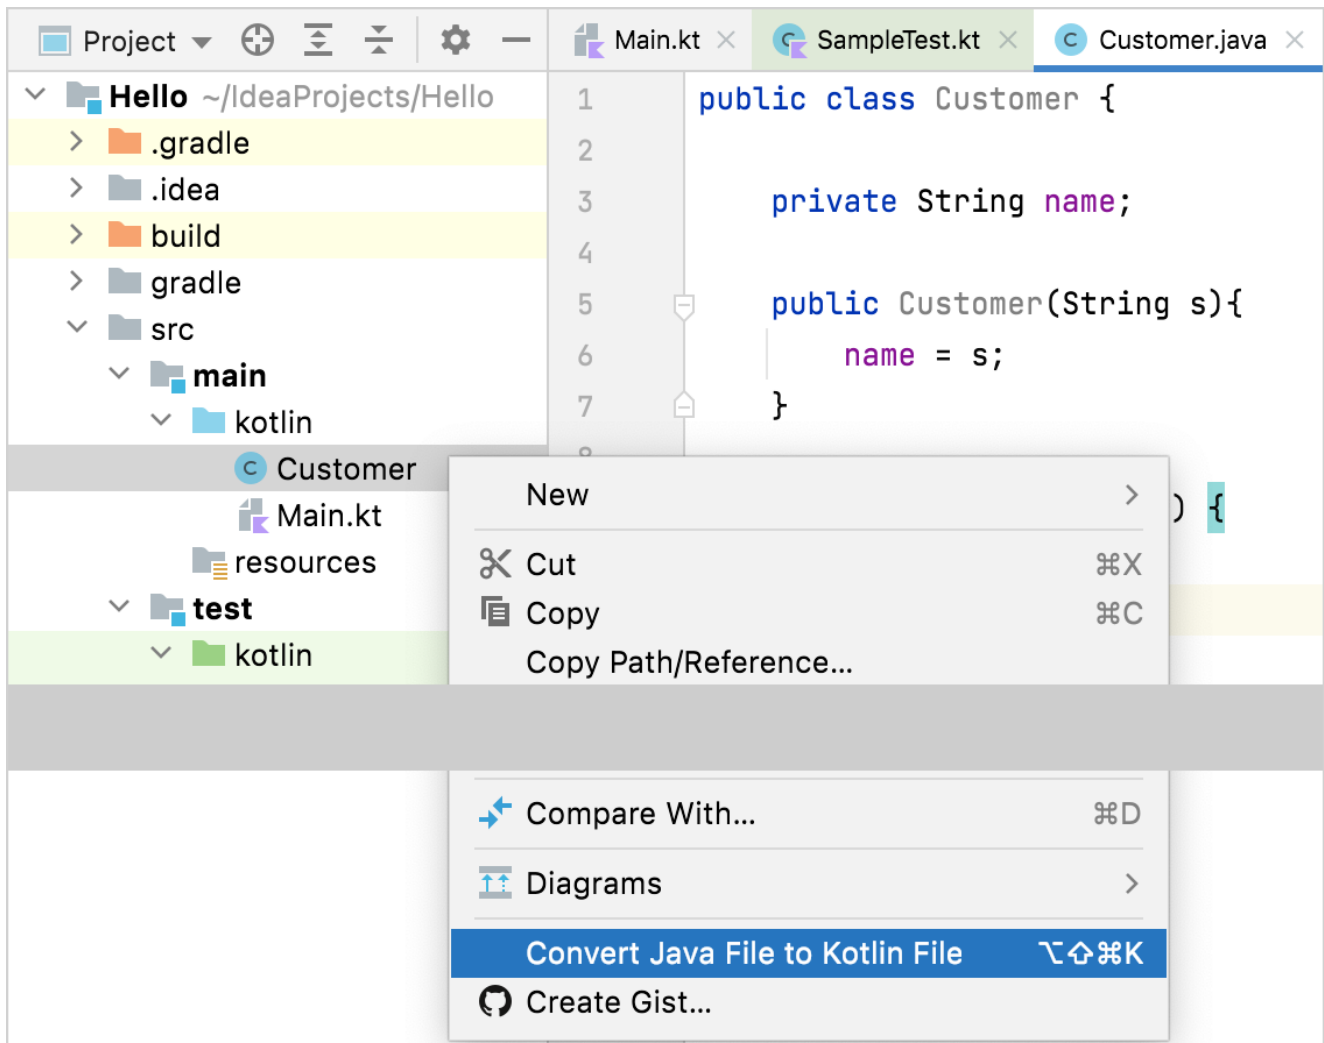 Project
Main.kt
SampleTest.kt
Customer.java
Hello ~/IdeaProjects/Hello
.gradle
.idea
build
gradle
src
main
kotlin
Customer
Main.kt
resources
test
kotlin
1 public class Customer {
2
3 private String name;
4
5 public Customer(String s){
6 name = s;
7 }
8
) {
New
Cut ⌘X
Copy ⌘C
Copy Path/Reference...
Compare With... ⌘D
Diagrams
Convert Java File to Kotlin File ⌥⇧⌘K
Create Gist...